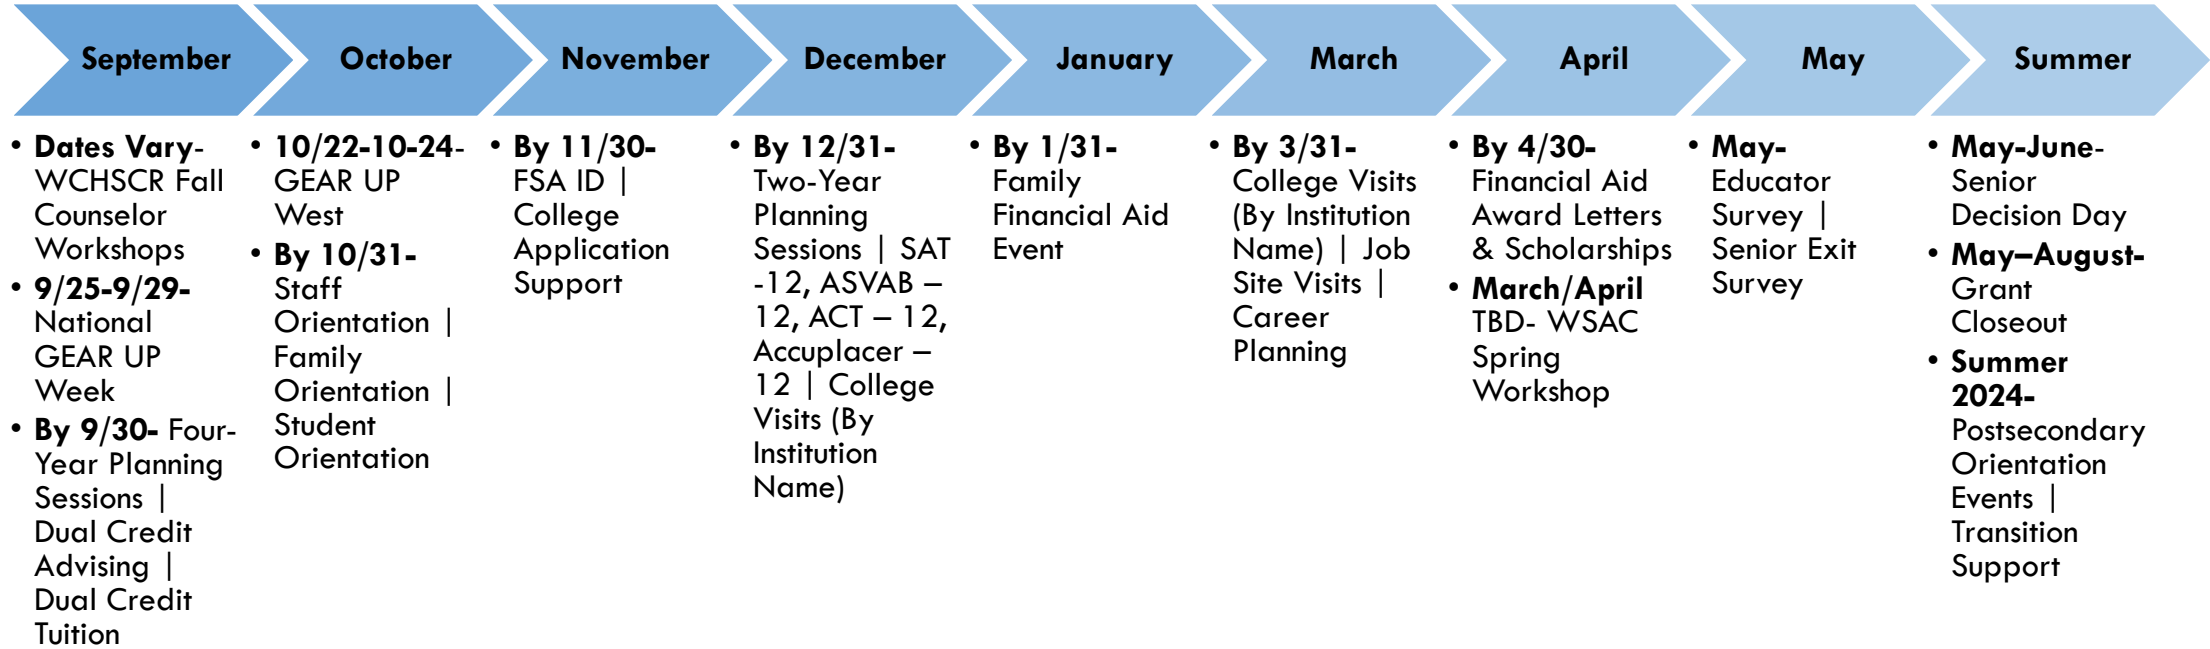 September
October
November
December
January
March
April
May
Summer
• Dates Vary-
WCHSCR Fall
Counselor
Workshops
• 9/25-9/29-
National
GEAR UP
Week
• By 9/30- Four-
Year Planning
Sessions |
Dual Credit
Advising |
Dual Credit
Tuition
• 10/22-10-24-
GEAR UP
West
• By 10/31-
Staff
Orientation |
Family
Orientation |
Student
Orientation
• By 11/30-
FSA ID |
College
Application
Support
• By 12/31-
Two-Year
Planning
Sessions | SAT
-12, ASVAB –
12, ACT – 12,
Accuplacer –
12 | College
Visits (By
Institution
Name)
• By 1/31-
Family
Financial Aid
Event
• By 3/31-
College Visits
(By Institution
Name) | Job
Site Visits |
Career
Planning
• By 4/30-
Financial Aid
Award Letters
& Scholarships
• March/April
TBD- WSAC
Spring
Workshop
• May-
Educator
Survey |
Senior Exit
Survey
• May-June-
Senior
Decision Day
• May–August-
Grant
Closeout
• Summer
2024-
Postsecondary
Orientation
Events |
Transition
Support